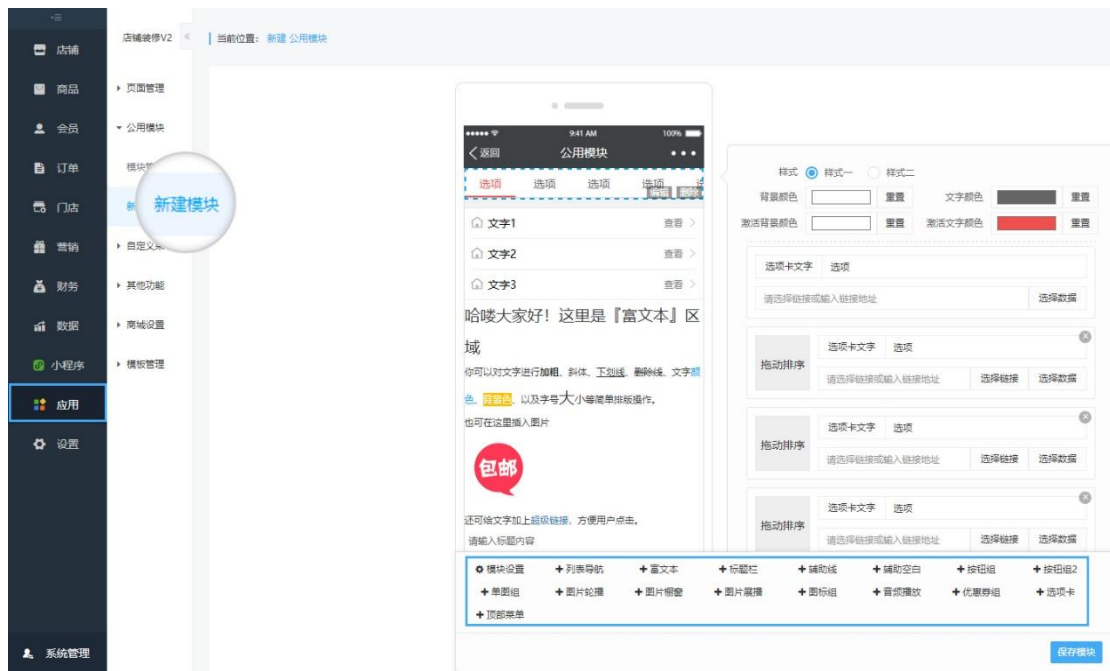 店铺
商品
会员
订单
门店
营销
财务
数据
小程序
应用
设置
系统管理
店铺装修V2
页面管理
公用模块
新建模块
其他功能
商城设置
模板管理
当前位置： 新建 公用模块
9:41 AM 100%
返回 公用模块
选项 选项 选项 选项
编辑 删除
文字1 查看
文字2 查看
文字3 查看
哈喽大家好！这里是『富文本』区
域
你可以对文字进行加粗、斜体、下划线、删除线、文字颜
色、背景色、以及字号大小等简单排版操作。
也可在这里插入图片
包邮
还可给文字加上超级链接，方便用户点击。
请输入标题内容
样式 样式一 样式二
背景颜色 重置 文字颜色 重置
激活背景颜色 重置 激活文字颜色 重置
选项卡文字 选项
请选择链接或输入链接地址 选择数据
拖动排序
选项卡文字 选项
请选择链接或输入链接地址 选择链接 选择数据
拖动排序
选项卡文字 选项
请选择链接或输入链接地址 选择链接 选择数据
拖动排序
选项卡文字 选项
请选择链接或输入链接地址 选择链接 选择数据
模块设置 列表导航 富文本 标题栏 辅助线 辅助空白 按钮组 按钮组2
单图组 图片轮播 图片橱窗 图片展播 图标组 音频播放 优惠券组 选项卡
顶部菜单
保存模块